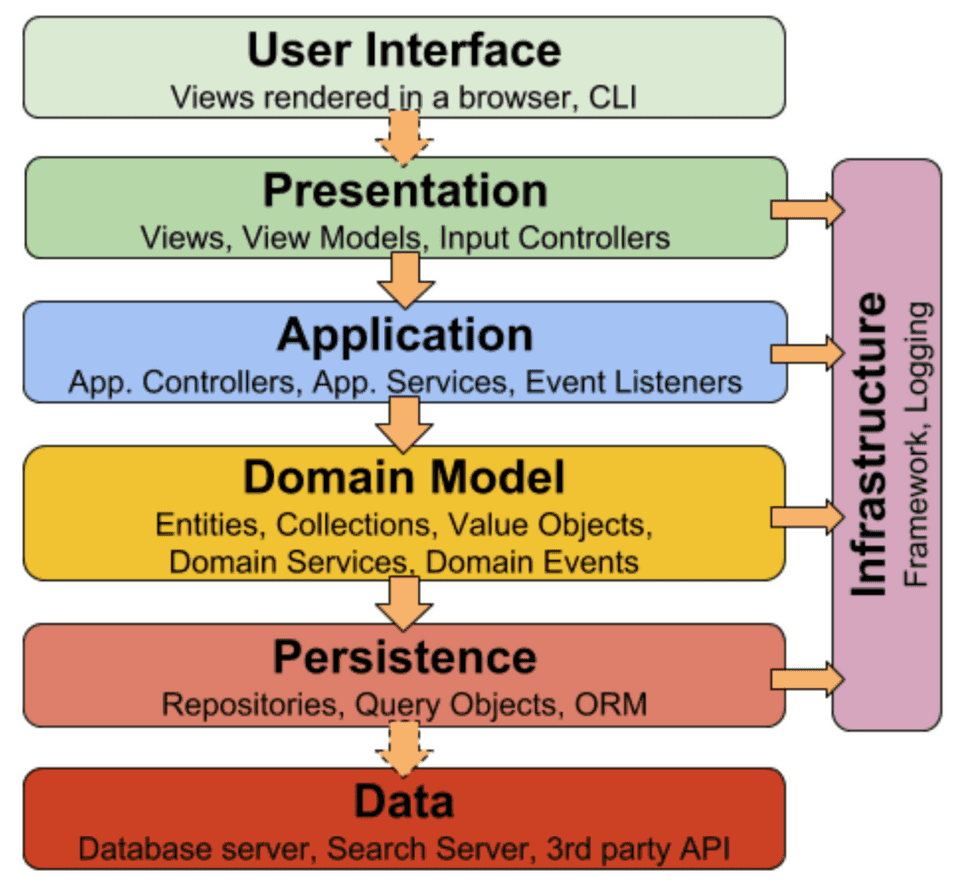 User Interface
Views rendered in a browser, CLI
Presentation
Views, View Models, Input Controllers
Application
App. Controllers, App. Services, Event Listeners
Domain Model
Entities, Collections, Value Objects,
Domain Services, Domain Events
Persistence
Repositories, Query Objects, ORM
Data
Database server, Search Server, 3rd party API
Infrastructure
Framework, Logging